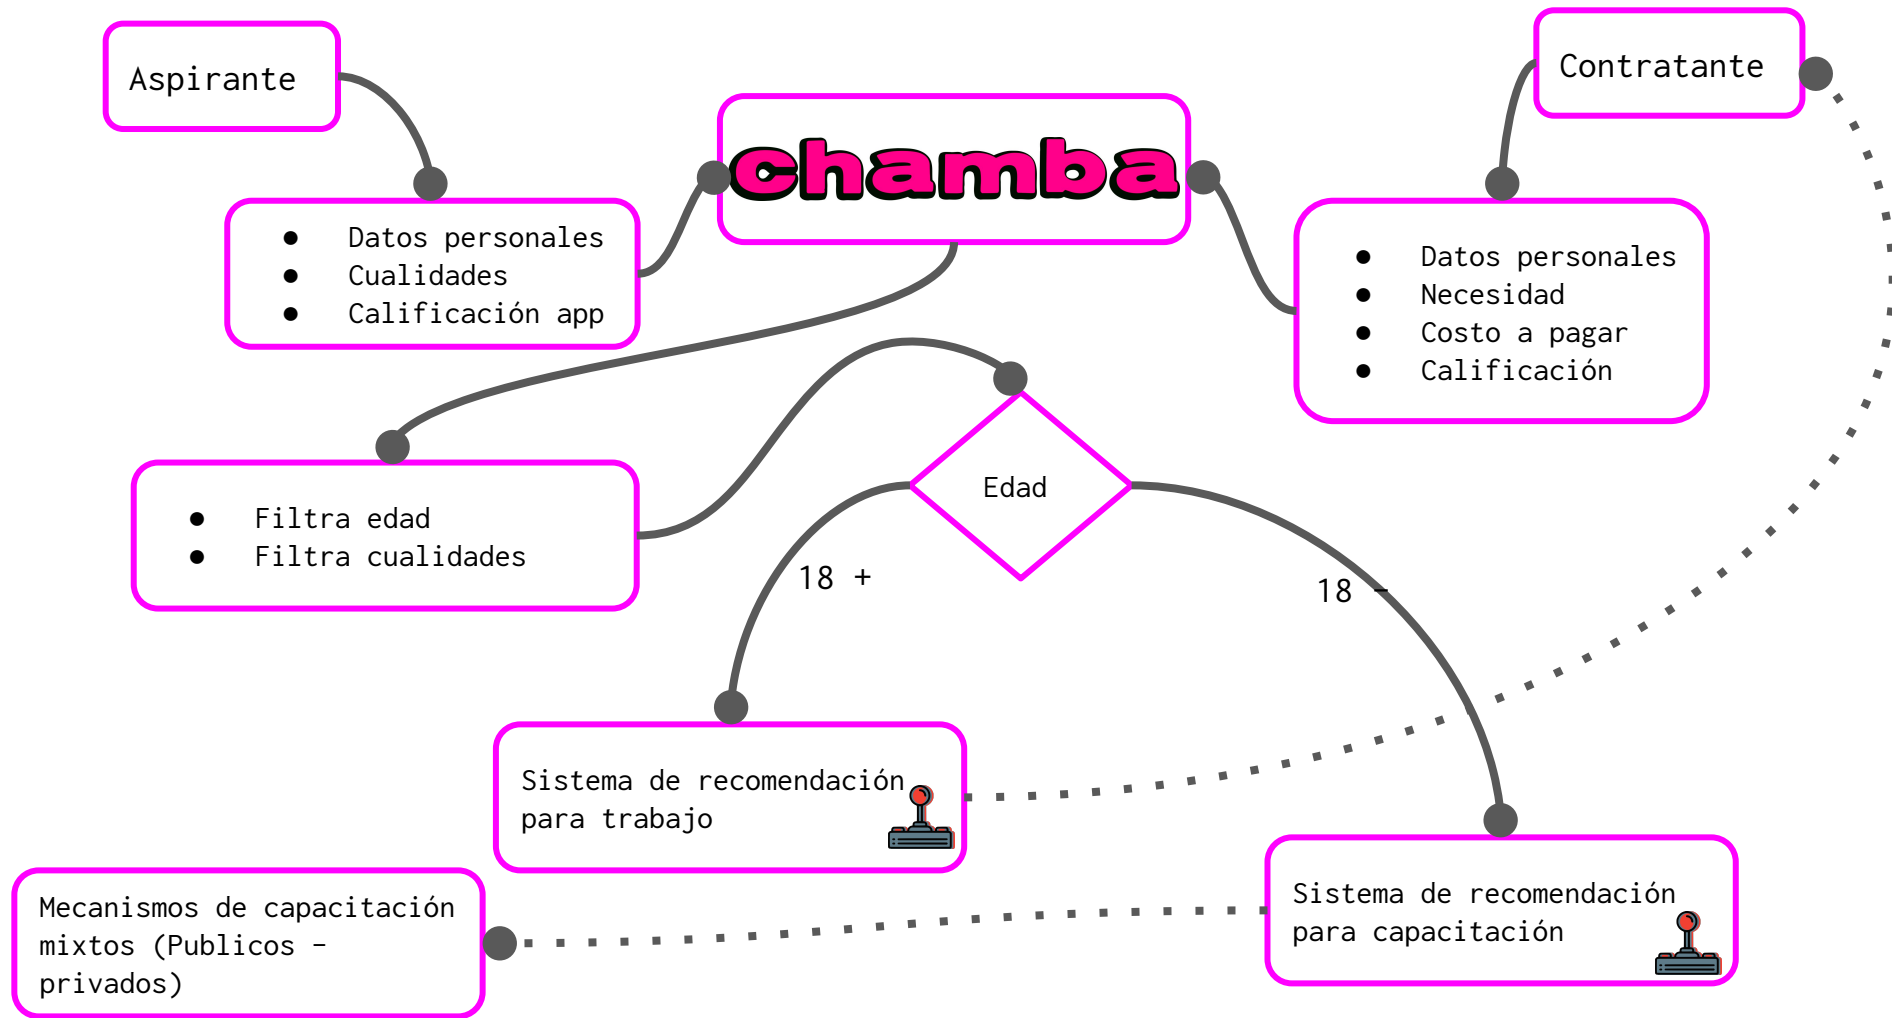 Aspirante
Contratante
chamba
● Datos personales
● Cualidades
● Calificación app
● Datos personales
● Necesidad
● Costo a pagar
● Calificación
● Filtra edad
● Filtra cualidades
Edad
18 +
18 -
Sistema de recomendación
para trabajo
Mecanismos de capacitación
mixtos (Publicos -
privados)
Sistema de recomendación
para capacitación